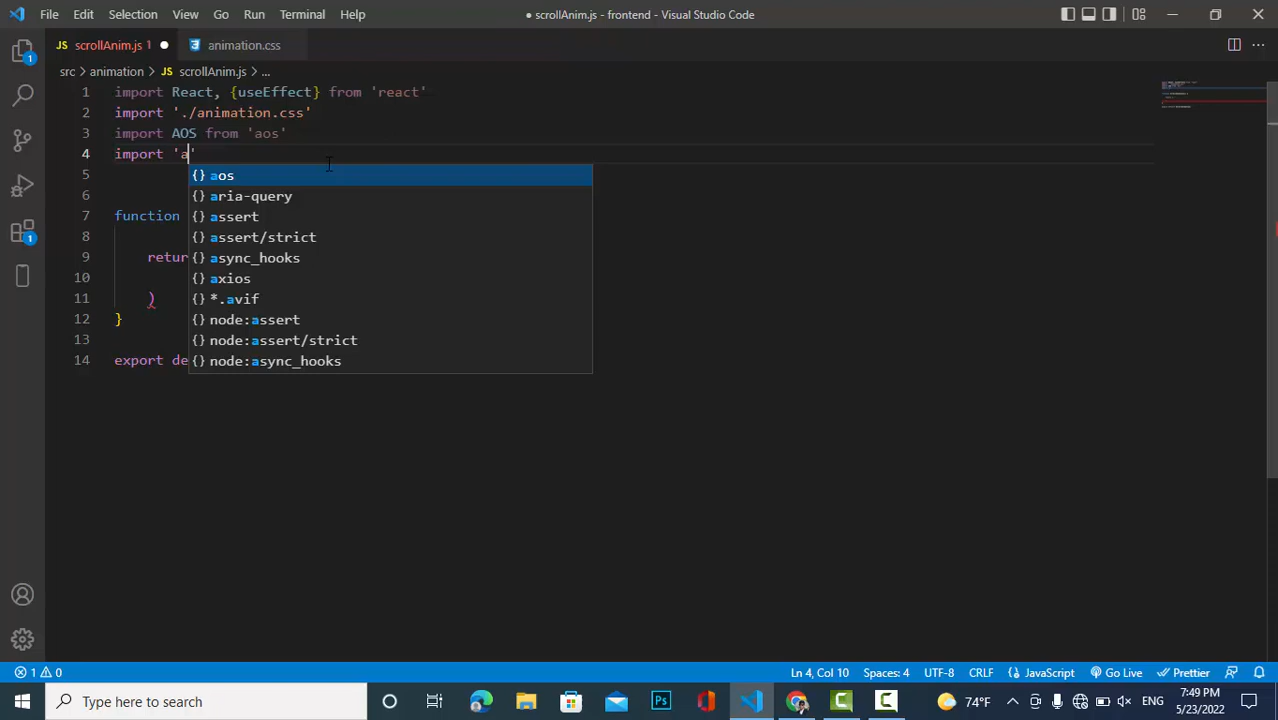 File Edit Selection View Go Run Terminal Help
● scrollAnim.js - frontend - Visual Studio Code
JS scrollAnim.js 1 ●
animation.css
src > animation > JS scrollAnim.js > ...
1 import React, {useEffect} from 'react'
2 import './animation.css'
3 import AOS from 'aos'
4 import 'a'
5 {} aos
6 {} aria-query
{} assert
7 function
8 {} assert/strict
9 retur {} async_hooks
10 {} axios
11 ) {} *.avif
12 } {} node:assert
13 {} node:assert/strict
14 export de {} node:async_hooks
1
1
⊗ 1 ⚠ 0
Ln 4, Col 10 Spaces: 4 UTF-8 CRLF {} JavaScript Go Live Prettier
Type here to search
Ps
74°F
ENG
7:49 PM
5/23/2022